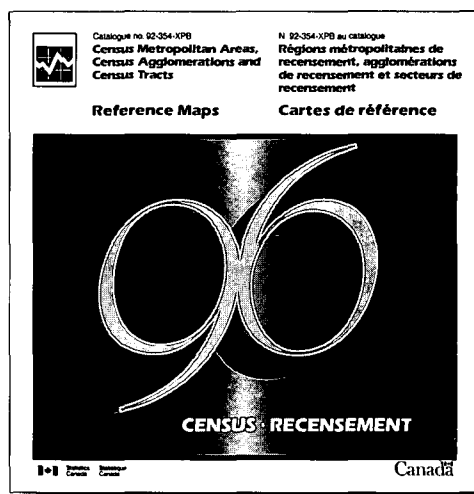 Catalogue no. 92-354-XPB
Census Metropolitan Areas,
Census Agglomerations and
Census Tracts
Reference Maps
N 92-354-XPB au catalogue
Régions métropolitaines de
recensement, agglomérations
de recensement et secteurs de
recensement
Cartes de référence
96
CENSUS · RECENSEMENT
Statistics
Canada
Statistique
Canada
Canada